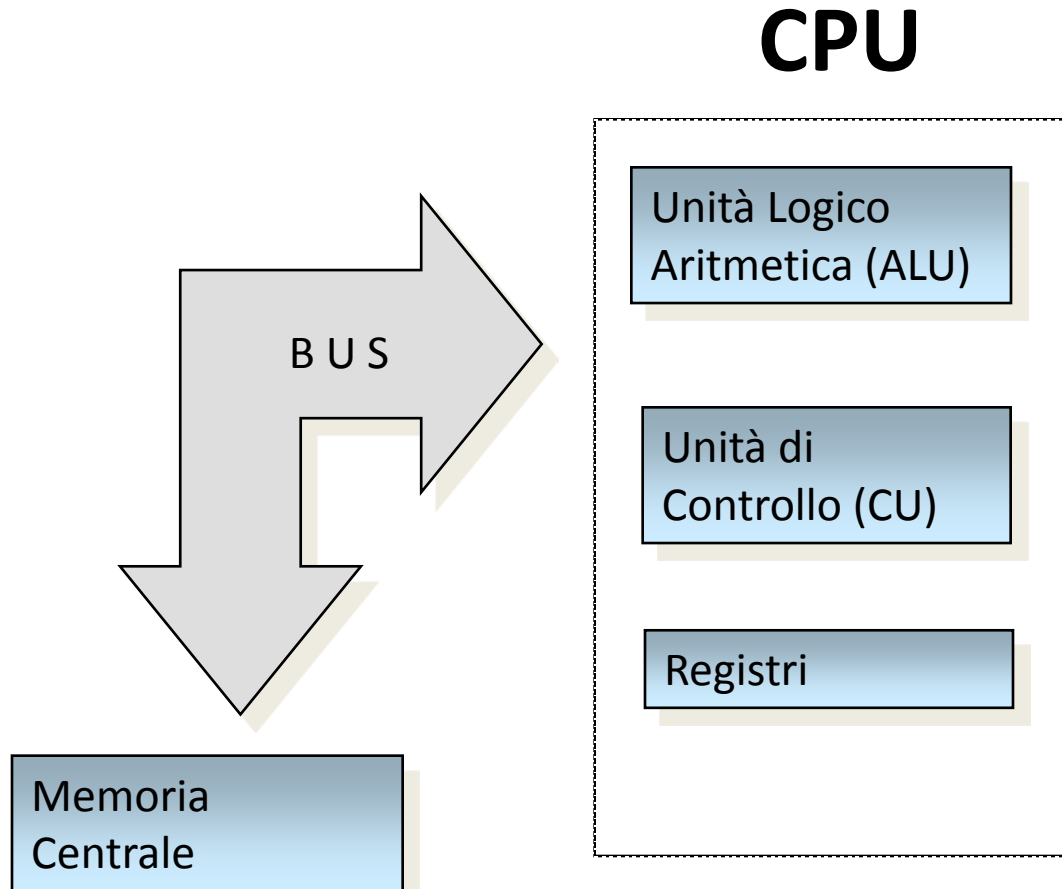 CPU
Unità Logico
Aritmetica (ALU)
B U S
Unità di
Controllo (CU)
Registri
Memoria
Centrale